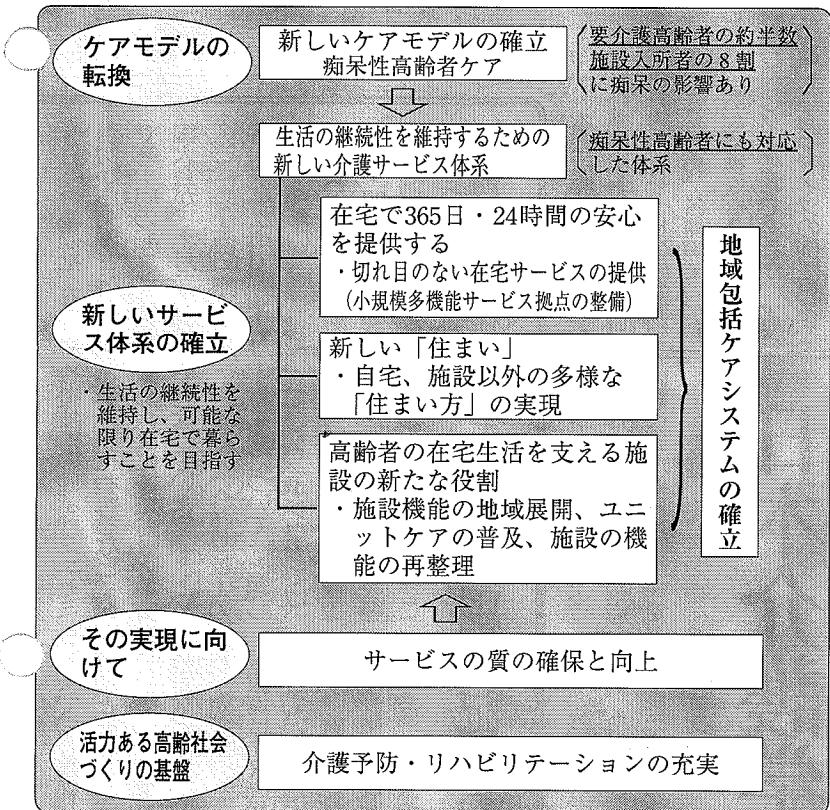 ケアモデルの
転換
新しいケアモデルの確立
痴呆性高齢者ケア
要介護高齢者の約半数
施設入所者の8割
に痴呆の影響あり
生活の継続性を維持するための
新しい介護サービス体系
痴呆性高齢者にも対応
した体系
新しいサービ
ス体系の確立
・生活の継続性を
維持し、可能な
限り在宅で暮ら
すことを目指す
在宅で365日・24時間の安心
を提供する
・切れ目のない在宅サービスの提供
(小規模多機能サービス拠点の整備)
新しい「住まい」
・自宅、施設以外の多様な
「住まい方」の実現
高齢者の在宅生活を支える施
設の新たな役割
・施設機能の地域展開、ユニ
ットケアの普及、施設の機
能の再整理
地域包括ケアシステムの確立
その実現に向
けて
サービスの質の確保と向上
活力ある高齢社会
づくりの基盤
介護予防・リハビリテーションの充実